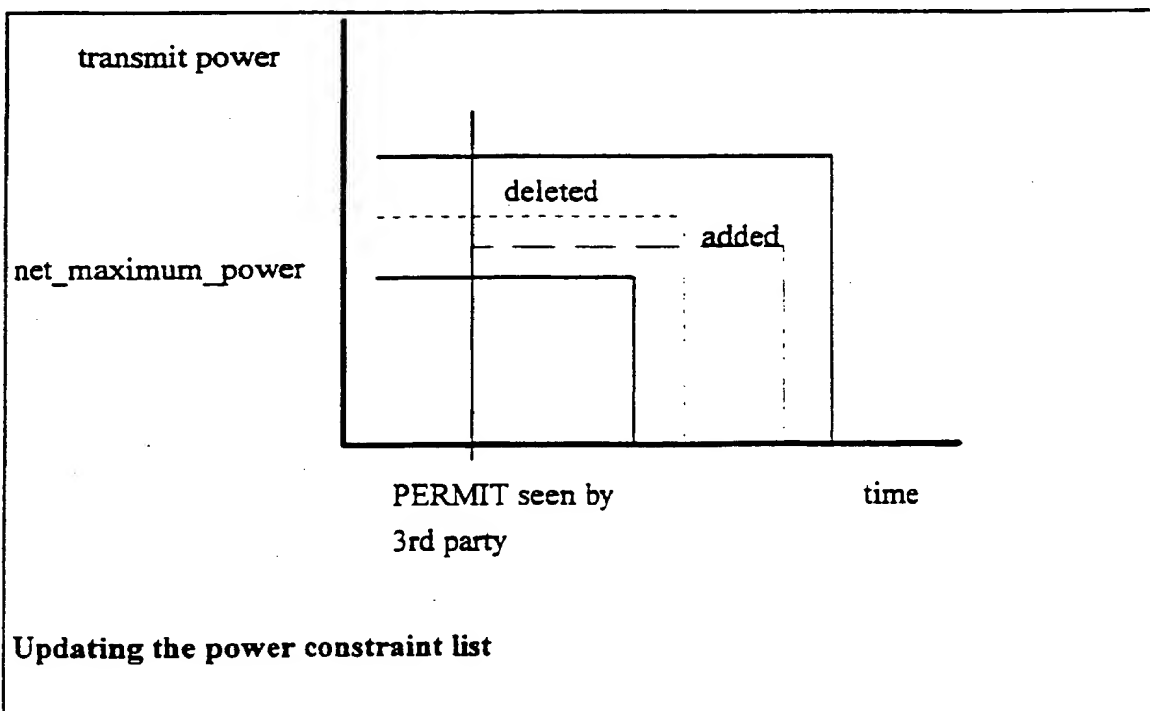 transmit power
deleted
added
net_maximum_power
PERMIT seen by
3rd party
time
Updating the power constraint list